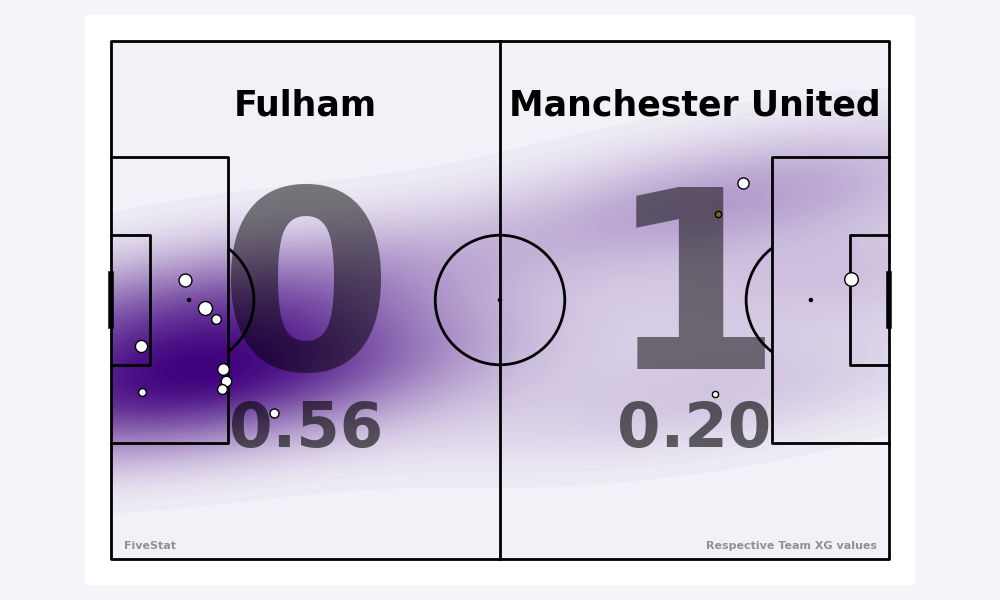 Fulham
Manchester United
0
1
0.56
0.20
FiveStat
Respective Team XG values